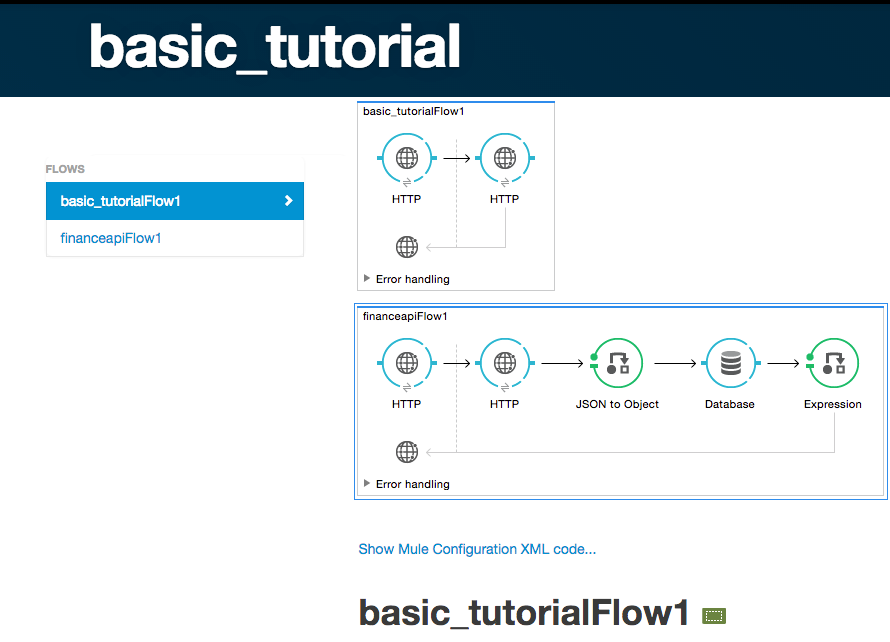 basic_tutorial
FLOWS
basic_tutorialFlow1
financeapiFlow1
basic_tutorialFlow1
HTTP HTTP
Error handling
financeapiFlow1
HTTP HTTP JSON to Object Database Expression
Error handling
Show Mule Configuration XML code...
basic_tutorialFlow1